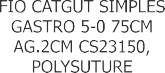 FIO CATGUT SIMPLES
GASTRO 5-0 75CM
AG.2CM CS23150,
POLYSUTURE